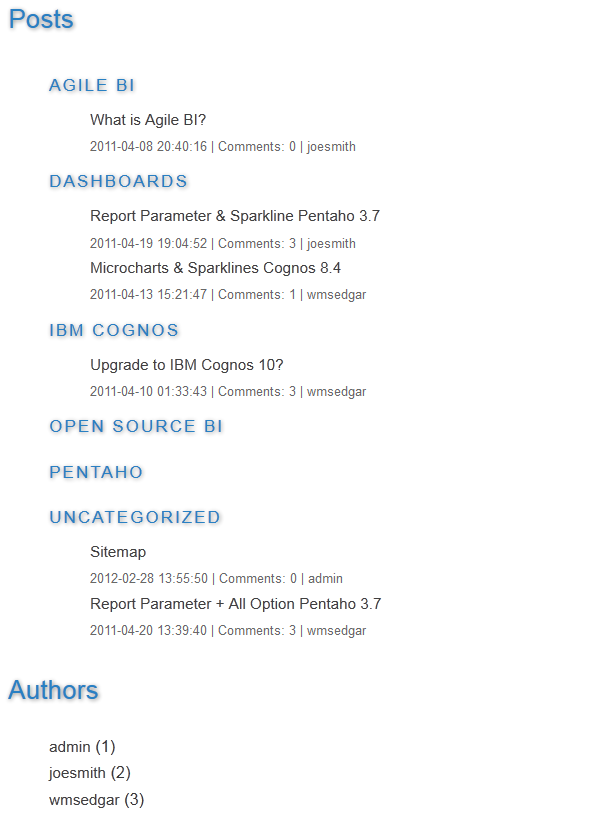 Posts
AGILE BI
What is Agile BI?
2011-04-08 20:40:16 | Comments: 0 | joesmith
DASHBOARDS
Report Parameter & Sparkline Pentaho 3.7
2011-04-19 19:04:52 | Comments: 3 | joesmith
Microcharts & Sparklines Cognos 8.4
2011-04-13 15:21:47 | Comments: 1 | wmsedgar
IBM COGNOS
Upgrade to IBM Cognos 10?
2011-04-10 01:33:43 | Comments: 3 | wmsedgar
OPEN SOURCE BI
PENTAHO
UNCATEGORIZED
Sitemap
2012-02-28 13:55:50 | Comments: 0 | admin
Report Parameter + All Option Pentaho 3.7
2011-04-20 13:39:40 | Comments: 3 | wmsedgar
Authors
admin (1)
joesmith (2)
wmsedgar (3)